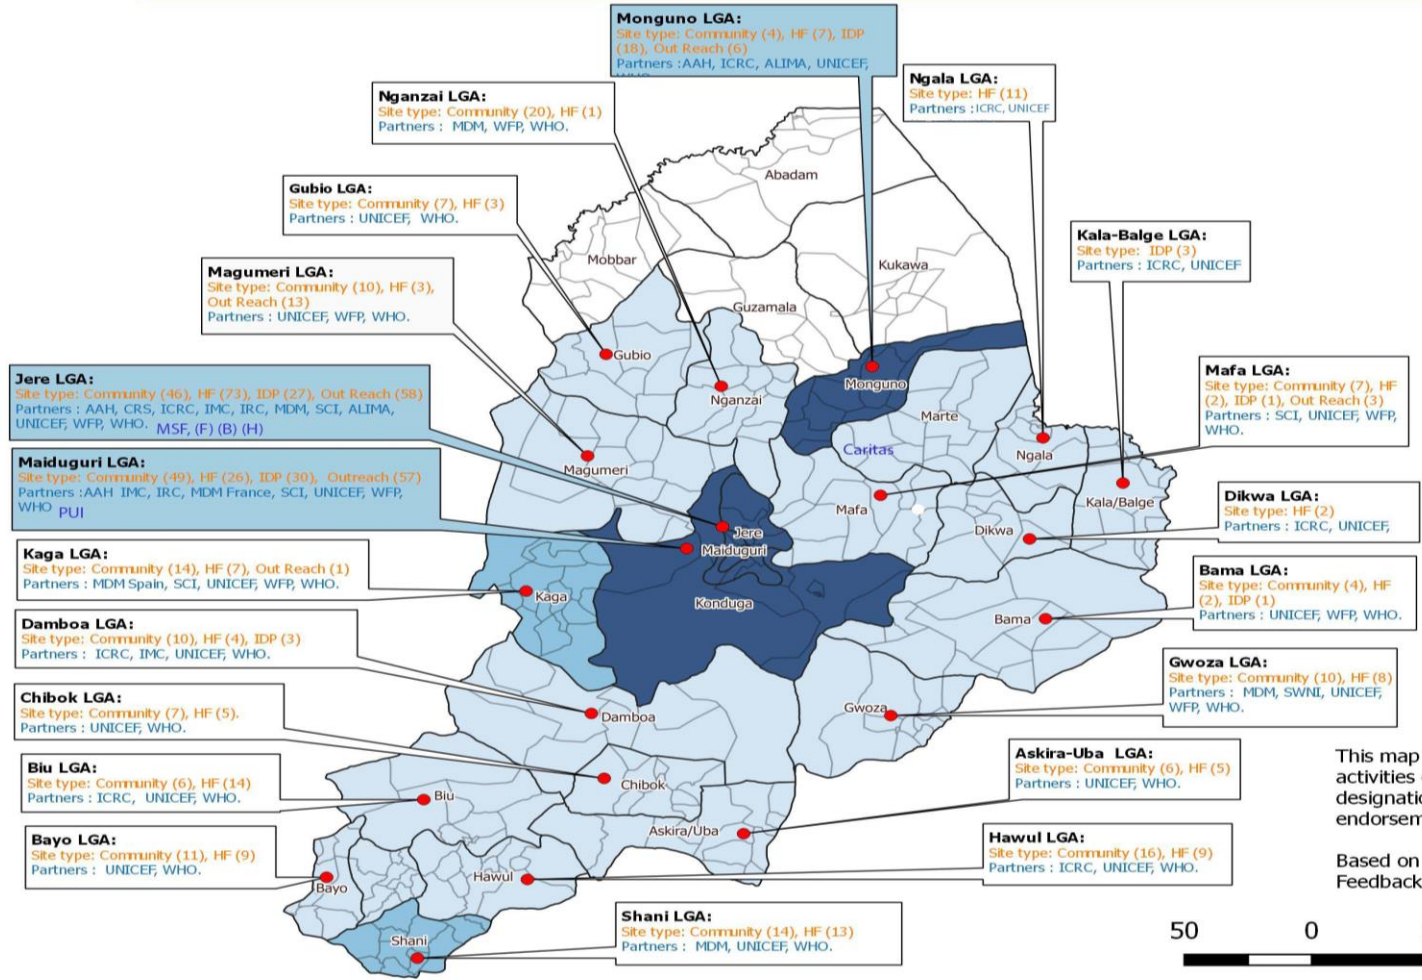 Monguno LGA:
Site type: Community (4), HF (7), IDP
(18), Out Reach (6)
Partners :AAH, ICRC, ALIMA, UNICEF,
Ngala LGA:
Site type: HF (11)
Partners : ICRC, UNICEF
Nganzai LGA:
Site type: Community (20), HF (1)
Partners : MDM, WFP, WHO.
Gubio LGA:
Site type: Community (7), HF (3)
Partners : UNICEF, WHO.
Kala-Balge LGA:
Site type: IDP (3)
Partners : ICRC, UNICEF
Magumeri LGA:
Site type: Community (10), HF (3),
Out Reach (13)
Partners : UNICEF, WFP, WHO.
Jere LGA:
Site type: Community (46), HF (73), IDP (27), Out Reach (58)
Partners : AAH, CRS, ICRC, IMC, IRC, MDM, SCI, ALIMA,
UNICEF, WFP, WHO. MSF, (F) (B) (H)
Mafa LGA:
Site type: Community (7), HF
(2), IDP (1), Out Reach (3)
Partners : SCI, UNICEF, WFP,
WHO.
Maiduguri LGA:
Site type: Community (49), HF (26), IDP (30), Outreach (57)
Partners :AAH IMC, IRC, MDM France, SCI, UNICEF, WFP,
WHO PUI
Dikwa LGA:
Site type: HF (2)
Partners : ICRC, UNICEF,
Kaga LGA:
Site type: Community (14), HF (7), Out Reach (1)
Partners : MDM Spain, SCI, UNICEF, WFP, WHO.
Bama LGA:
Site type: Community (4), HF
(2), IDP (1)
Partners : UNICEF, WFP, WHO.
Damboa LGA:
Site type: Community (10), HF (4), IDP (3)
Partners : ICRC, IMC, UNICEF, WHO.
Gwoza LGA:
Site type: Community (10), HF (8)
Partners : MDM, SWNI, UNICEF,
WFP, WHO.
Chibok LGA:
Site type: Community (7), HF (5).
Partners : UNICEF, WHO.
Askira-Uba LGA:
Site type: Community (6), HF (5)
Partners : UNICEF, WHO.
Biu LGA:
Site type: Community (6), HF (14)
Partners : ICRC, UNICEF, WHO.
Hawul LGA:
Site type: Community (16), HF (9)
Partners : ICRC, UNICEF, WHO.
Bayo LGA:
Site type: Community (11), HF (9)
Partners : UNICEF, WHO.
Shani LGA:
Site type: Community (14), HF (13)
Partners : MDM, UNICEF, WHO.
Abadam
Mobbar
Kukawa
Guzamala
Gubio
Monguno
Nganzai
Marte
Caritas
Ngala
Magumeri
Kala/Balge
Mafa
Dikwa
Jere
Maiduguri
Kaga
Konduga
Bama
Damboa
Gwoza
Chibok
Biu
Askira/Uba
Hawul
Bayo
Shani
This map
activities
designatio
endorsem
Based on
Feedback
50 0